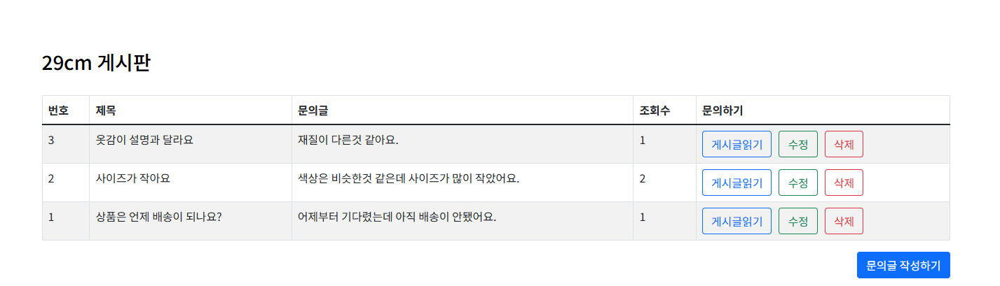 29cm 게시판
번호 제목 문의글 조회수 문의하기
3 옷감이 설명과 달라요 재질이 다른것 같아요. 1 게시글읽기 수정 삭제
2 사이즈가 작아요 색상은 비슷한것 같은데 사이즈가 많이 작았어요. 2 게시글읽기 수정 삭제
1 상품은 언제 배송이 되나요? 어제부터 기다렸는데 아직 배송이 안됐어요. 1 게시글읽기 수정 삭제
문의글 작성하기